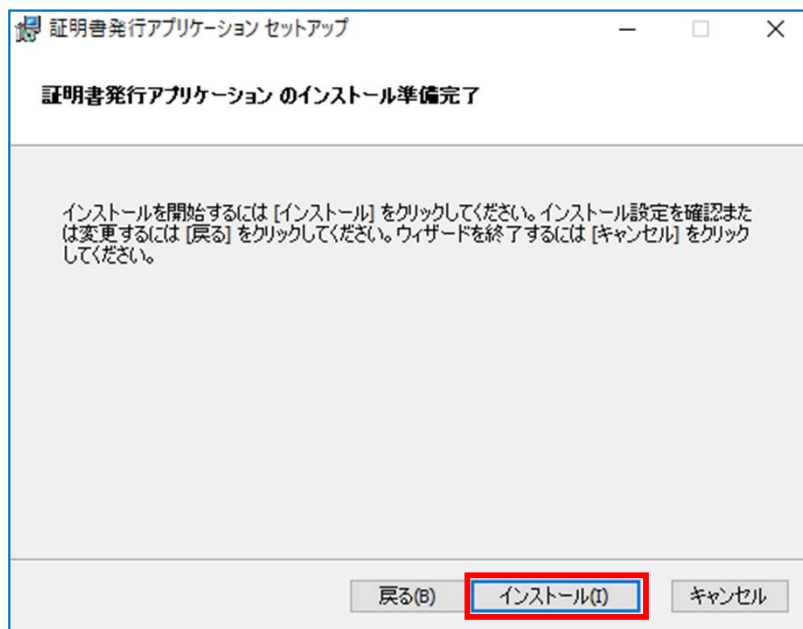 証明書発行アプリケーション セットアップ
証明書発行アプリケーション のインストール準備完了
インストールを開始するには [インストール] をクリックしてください。インストール設定を確認また
は変更するには [戻る] をクリックしてください。ウィザードを終了するには [キャンセル] をクリック
してください。
戻る(B) インストール(I) キャンセル